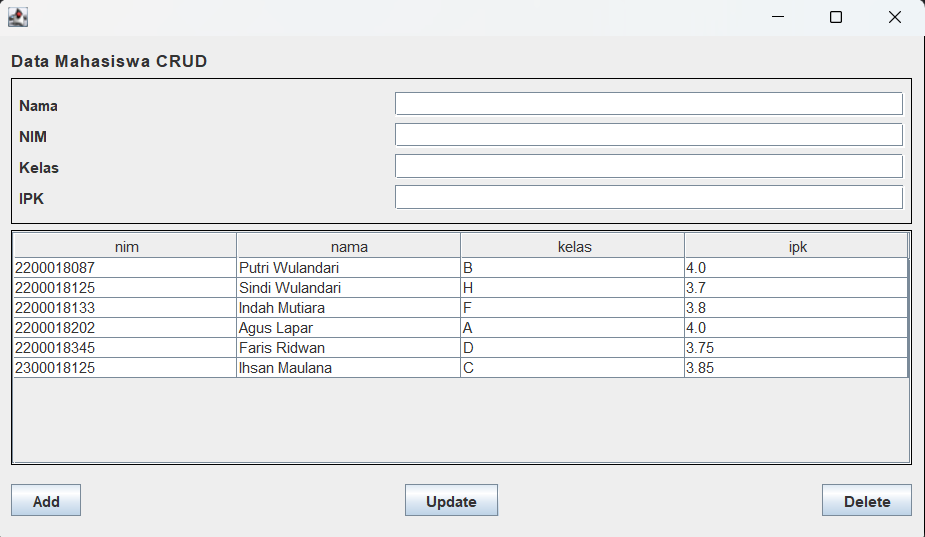 Data Mahasiswa CRUD
Nama
NIM
Kelas
IPK
nim nama kelas ipk
2200018087 Putri Wulandari B 4.0
2200018125 Sindi Wulandari H 3.7
2200018133 Indah Mutiara F 3.8
2200018202 Agus Lapar A 4.0
2200018345 Faris Ridwan D 3.75
2300018125 Ihsan Maulana C 3.85
Add Update Delete